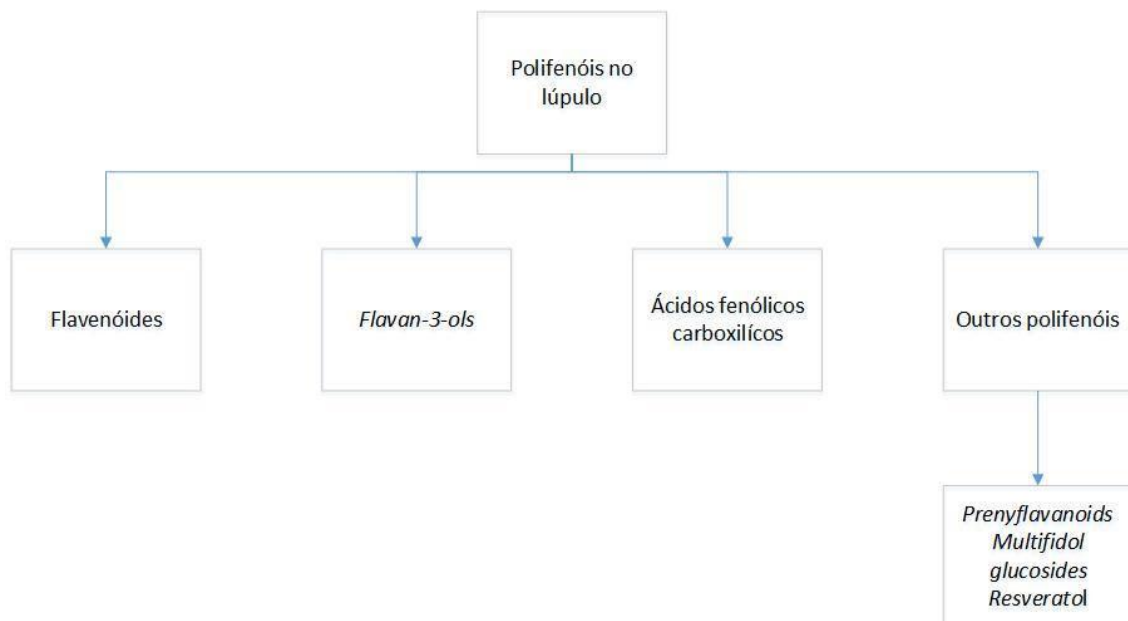 Polifenóis no
lúpulo
Flavenóides
Flavan-3-ols
Ácidos fenólicos
carboxilícos
Outros polifenóis
Prenyflavanoids
Multifidol
glucosides
Resveratol